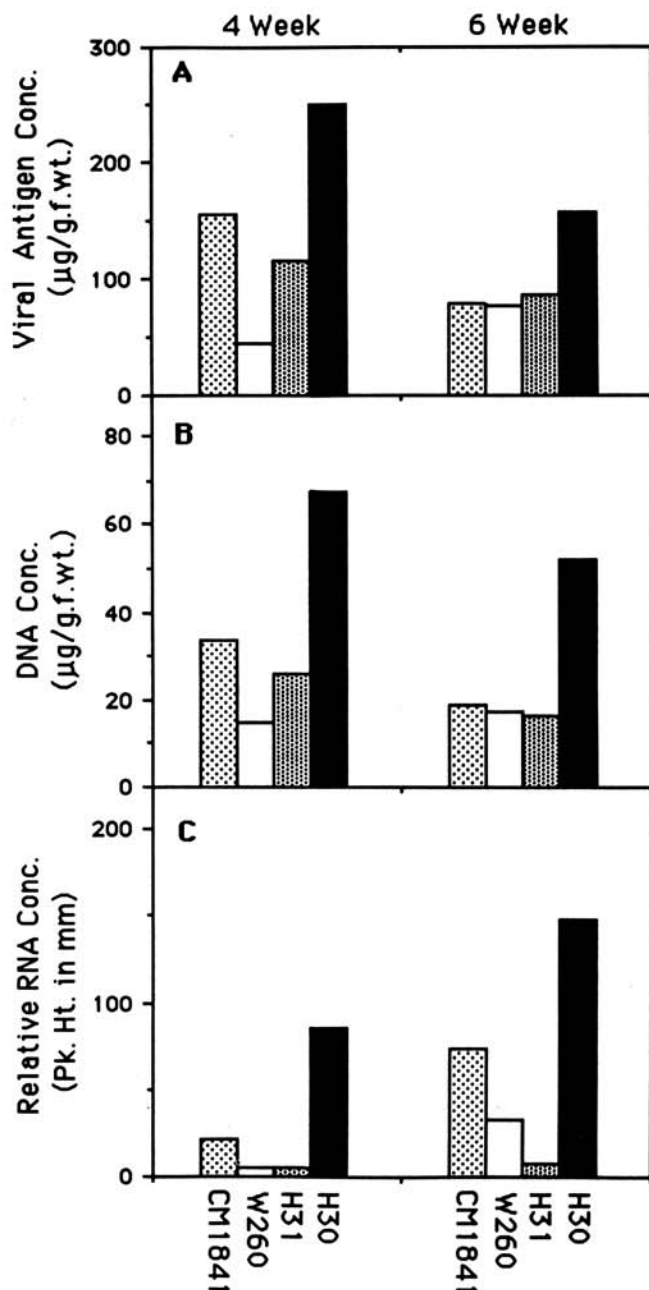 4 Week 6 Week
A
300
200
100
0
Viral Antigen Conc.
(µg/g.f.wt.)
B
80
60
40
20
0
DNA Conc.
(µg/g.f.wt.)
C
200
100
0
Relative RNA Conc.
(Pk. Ht. in mm)
CM1841
W260
H31
H30
CM1841
W260
H31
H30